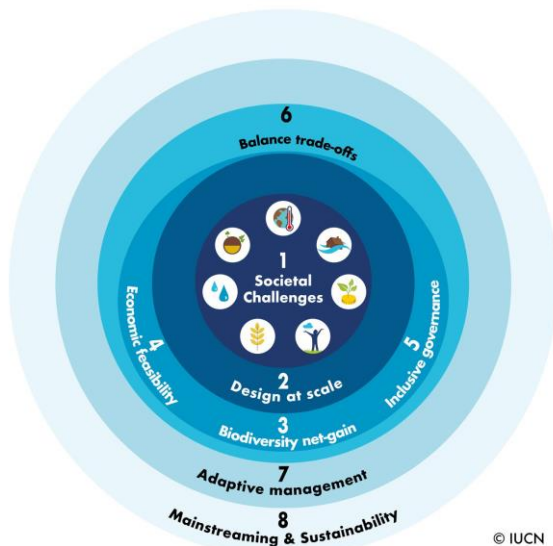 6
Balance trade-offs
1
Societal
Challenges
4
Economic feasibility
5
Inclusive governance
2
Design at scale
3
Biodiversity net-gain
7
Adaptive management
8
Mainstreaming & Sustainability
© IUCN